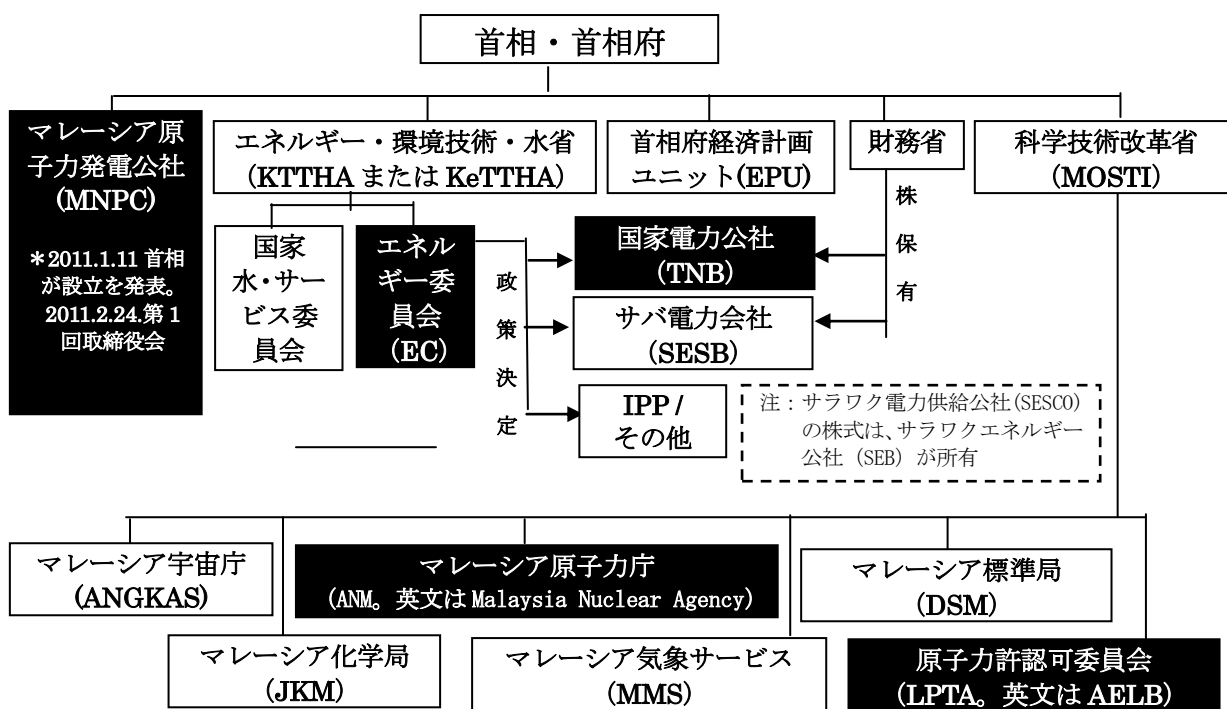 首相・首相府
マレーシア原
子力発電公社
(MNPC)
＊2011.1.11 首相
が設立を発表。
2011.2.24.第 1
回取締役会
エネルギー・環境技術・水省
(KTTHA または KeTTHA)
首相府経済計画
ユニット(EPU)
財務省
科学技術改革省
(MOSTI)
国家
水・サー
ビス委
員会
エネル
ギー委
員会
(EC)
政
策
決
定
国家電力公社
(TNB)
サバ電力会社
(SESB)
IPP /
その他
株
保
有
注：サラワク電力供給公社(SESCO)
の株式は、サラワクエネルギー
公社（SEB）が所有
マレーシア宇宙庁
(ANGKAS)
マレーシア原子力庁
(ANM。英文は Malaysia Nuclear Agency)
マレーシア標準局
(DSM)
マレーシア化学局
(JKM)
マレーシア気象サービス
(MMS)
原子力許認可委員会
(LPTA。英文は AELB)